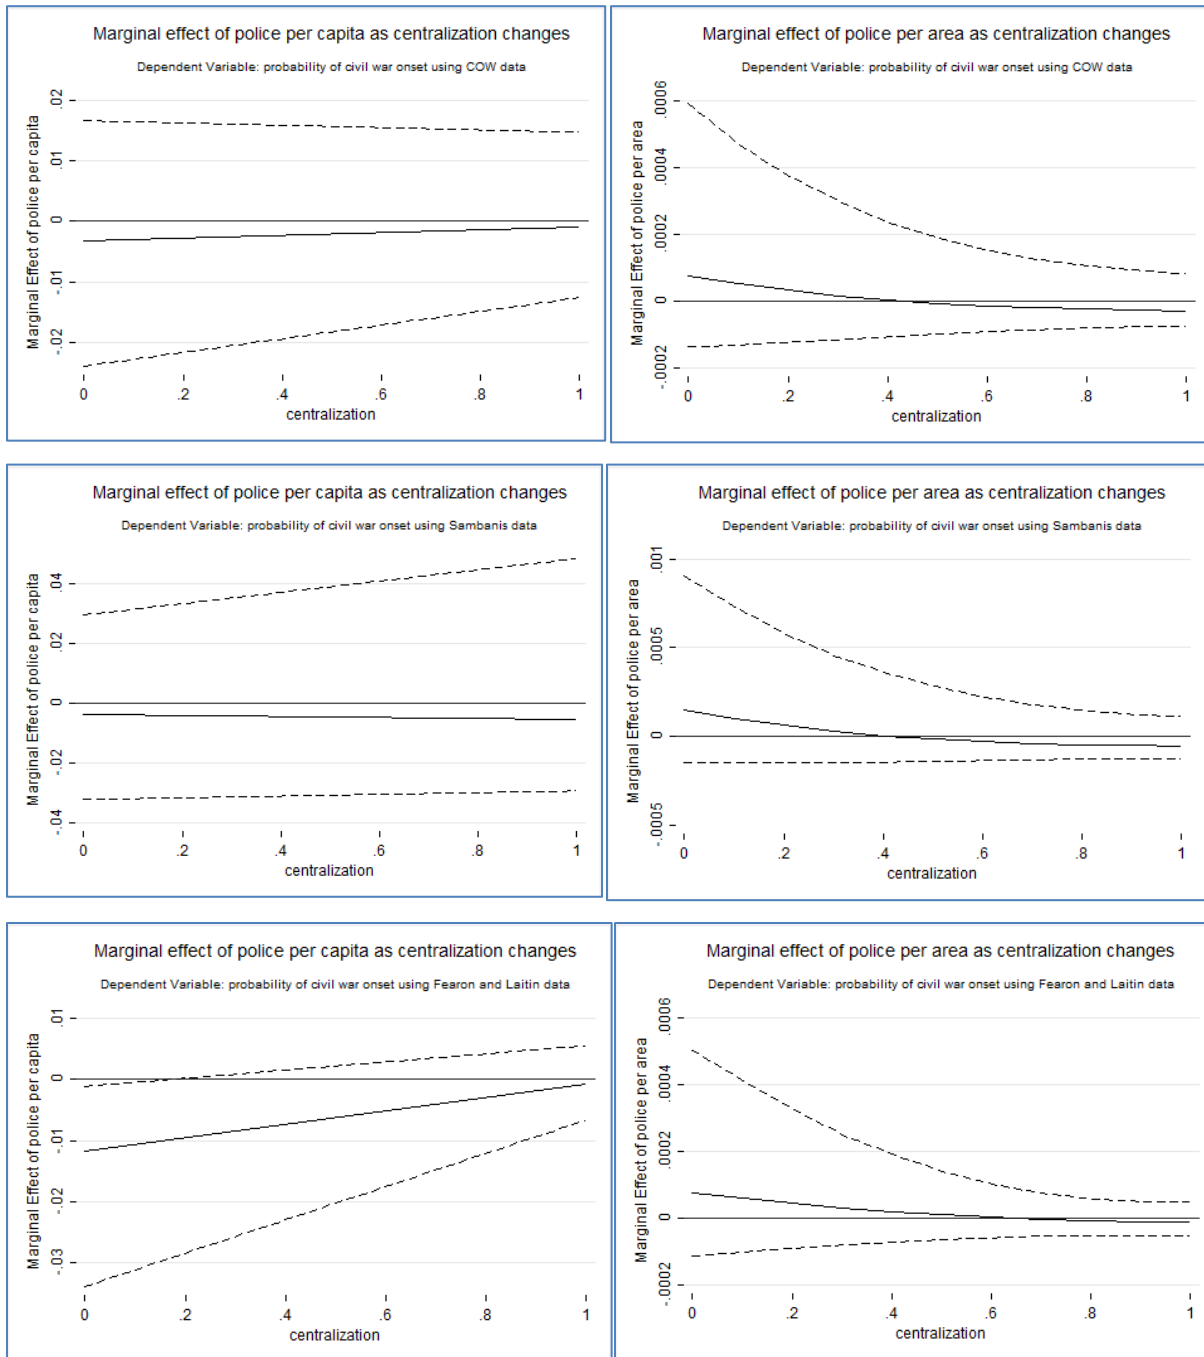 Marginal effect of police per capita as centralization changes
Dependent Variable: probability of civil war onset using COW data
Marginal Effect of police per capita
.02
.01
0
-.01
-.02
0 .2 .4 .6 .8 1
centralization
Marginal effect of police per area as centralization changes
Dependent Variable: probability of civil war onset using COW data
Marginal Effect of police per area
.0006
.0004
.0002
0
-.0002
0 .2 .4 .6 .8 1
centralization
Marginal effect of police per capita as centralization changes
Dependent Variable: probability of civil war onset using Sambanis data
Marginal Effect of police per capita
.04
.02
0
-.02
-.04
0 .2 .4 .6 .8 1
centralization
Marginal effect of police per area as centralization changes
Dependent Variable: probability of civil war onset using Sambanis data
Marginal Effect of police per area
.001
.0005
0
-.0005
0 .2 .4 .6 .8 1
centralization
Marginal effect of police per capita as centralization changes
Dependent Variable: probability of civil war onset using Fearon and Laitin data
Marginal Effect of police per capita
.01
0
-.01
-.02
-.03
0 .2 .4 .6 .8 1
centralization
Marginal effect of police per area as centralization changes
Dependent Variable: probability of civil war onset using Fearon and Laitin data
Marginal Effect of police per area
.0006
.0004
.0002
0
-.0002
0 .2 .4 .6 .8 1
centralization